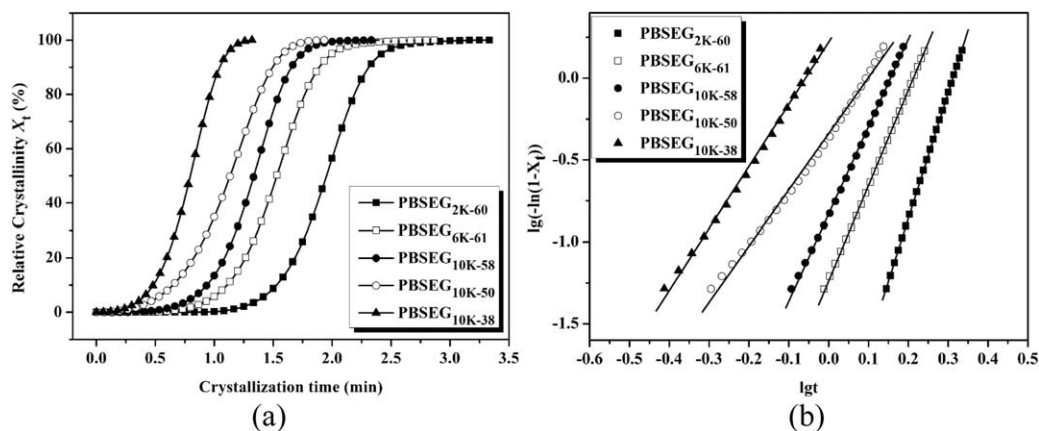 Relative Crystallinity Xt (%)
100
80
60
40
20
0
PBSEG2K-60
PBSEG6K-61
PBSEG10K-58
PBSEG10K-50
PBSEG10K-38
0.0 0.5 1.0 1.5 2.0 2.5 3.0 3.5
Crystallization time (min)
(a)
lg(-ln(1-Xt))
0.0
-0.5
-1.0
-1.5
PBSEG2K-60
PBSEG6K-61
PBSEG10K-58
PBSEG10K-50
PBSEG10K-38
-0.6 -0.5 -0.4 -0.3 -0.2 -0.1 0.0 0.1 0.2 0.3 0.4 0.5
lgt
(b)